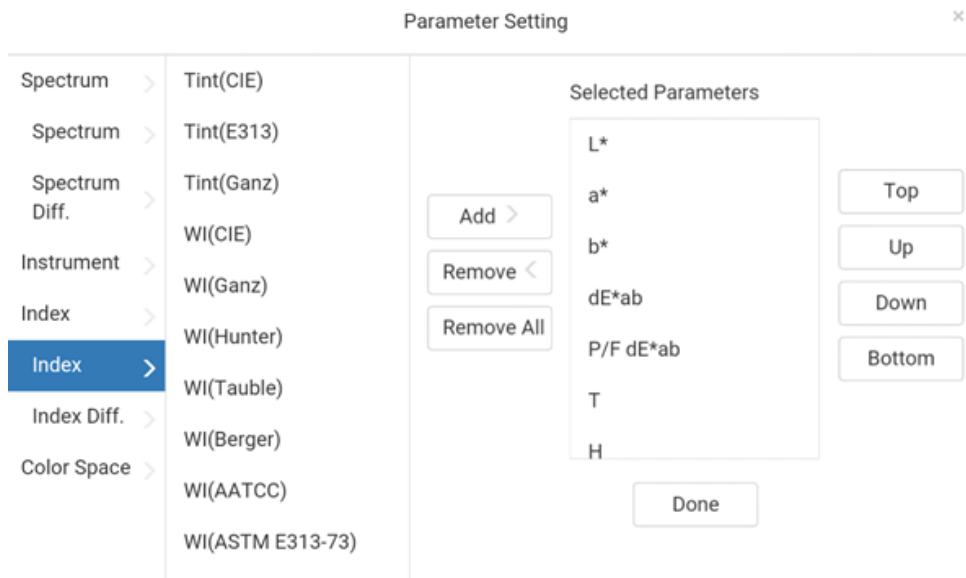 Parameter Setting
×
Spectrum
Spectrum
Spectrum
Diff.
Instrument
Index
Index
Index Diff.
Color Space
Tint(CIE)
Tint(E313)
Tint(Ganz)
WI(CIE)
WI(Ganz)
WI(Hunter)
WI(Tauble)
WI(Berger)
WI(AATCC)
WI(ASTM E313-73)
Add
Remove
Remove All
Selected Parameters
L*
a*
b*
dE*ab
P/F dE*ab
T
H
Top
Up
Down
Bottom
Done